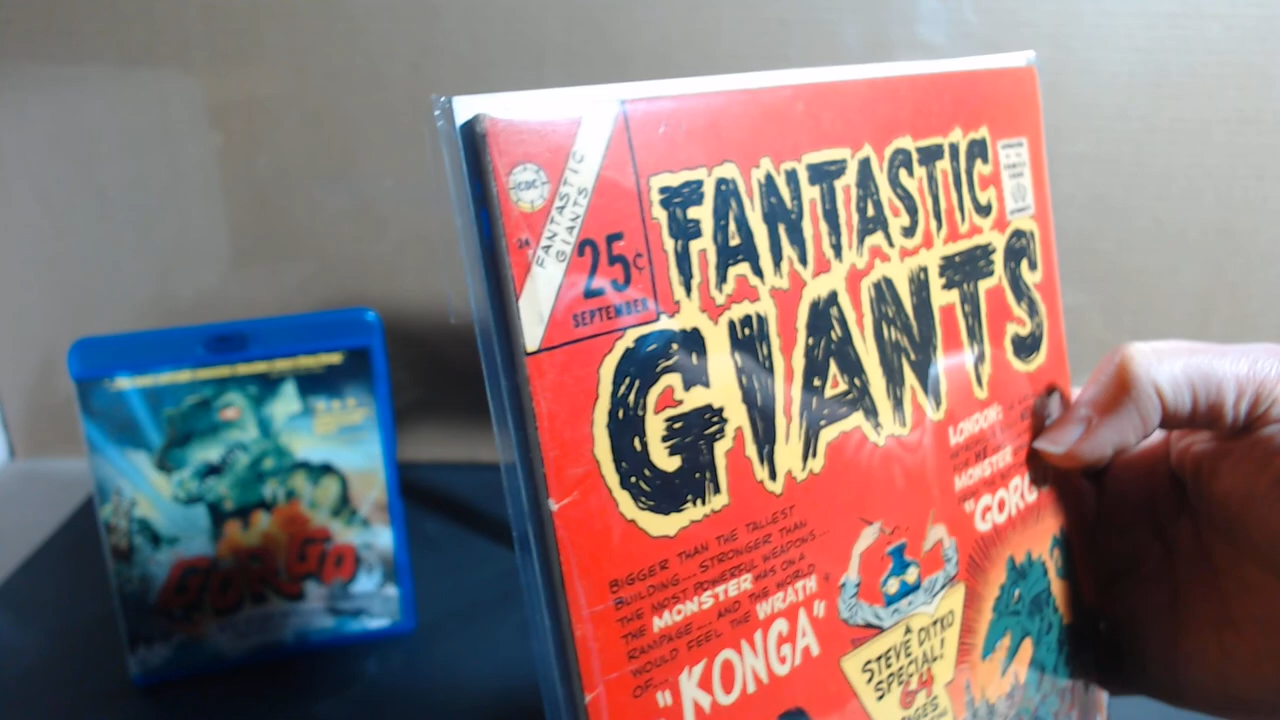 CDC
FANTASTIC
GIANTS
25¢
SEPTEMBER
FANTASTIC
GIANTS
LONDON:
MONSTER
"GORG
BIGGER THAN THE TALLEST
BUILDING... STRONGER THAN
THE MOST POWERFUL WEAPONS...
THE MONSTER WAS ON A
RAMPAGE... AND THE WORLD
WOULD FEEL THE WRATH
OF... "KONGA"
A
STEVE DITKO
SPECIAL!
64
PAGES
GORGO